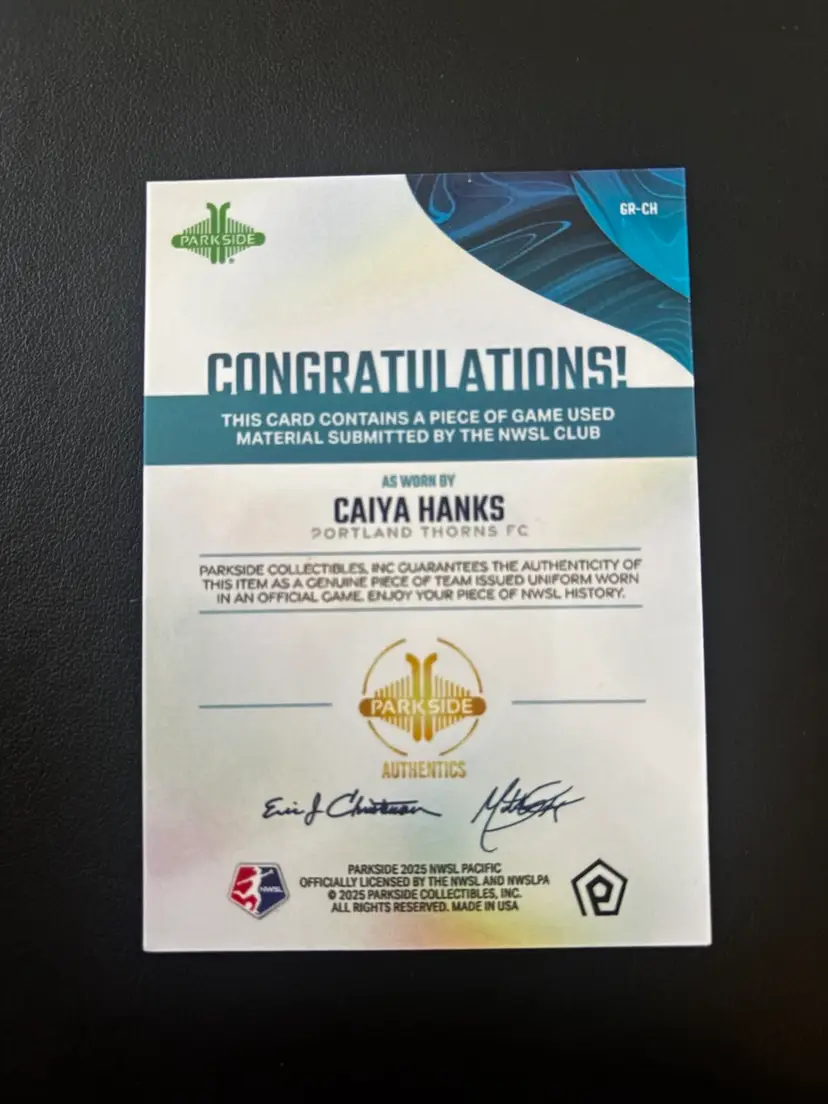 PARKSIDE
GR-CH
CONGRATULATIONS!
THIS CARD CONTAINS A PIECE OF GAME USED
MATERIAL SUBMITTED BY THE NWSL CLUB
AS WORN BY
CAIYA HANKS
PORTLAND THORNS FC
PARKSIDE COLLECTIBLES, INC GUARANTEES THE AUTHENTICITY OF
THIS ITEM AS A GENUINE PIECE OF TEAM ISSUED UNIFORM WORN
IN AN OFFICIAL GAME. ENJOY YOUR PIECE OF NWSL HISTORY.
PARKSIDE
AUTHENTICS
Eric J
NWSL
PARKSIDE 2025 NWSL PACIFIC
OFFICIALLY LICENSED BY THE NWSL AND NWSLPA
© 2025 PARKSIDE COLLECTIBLES, INC.
ALL RIGHTS RESERVED. MADE IN USA